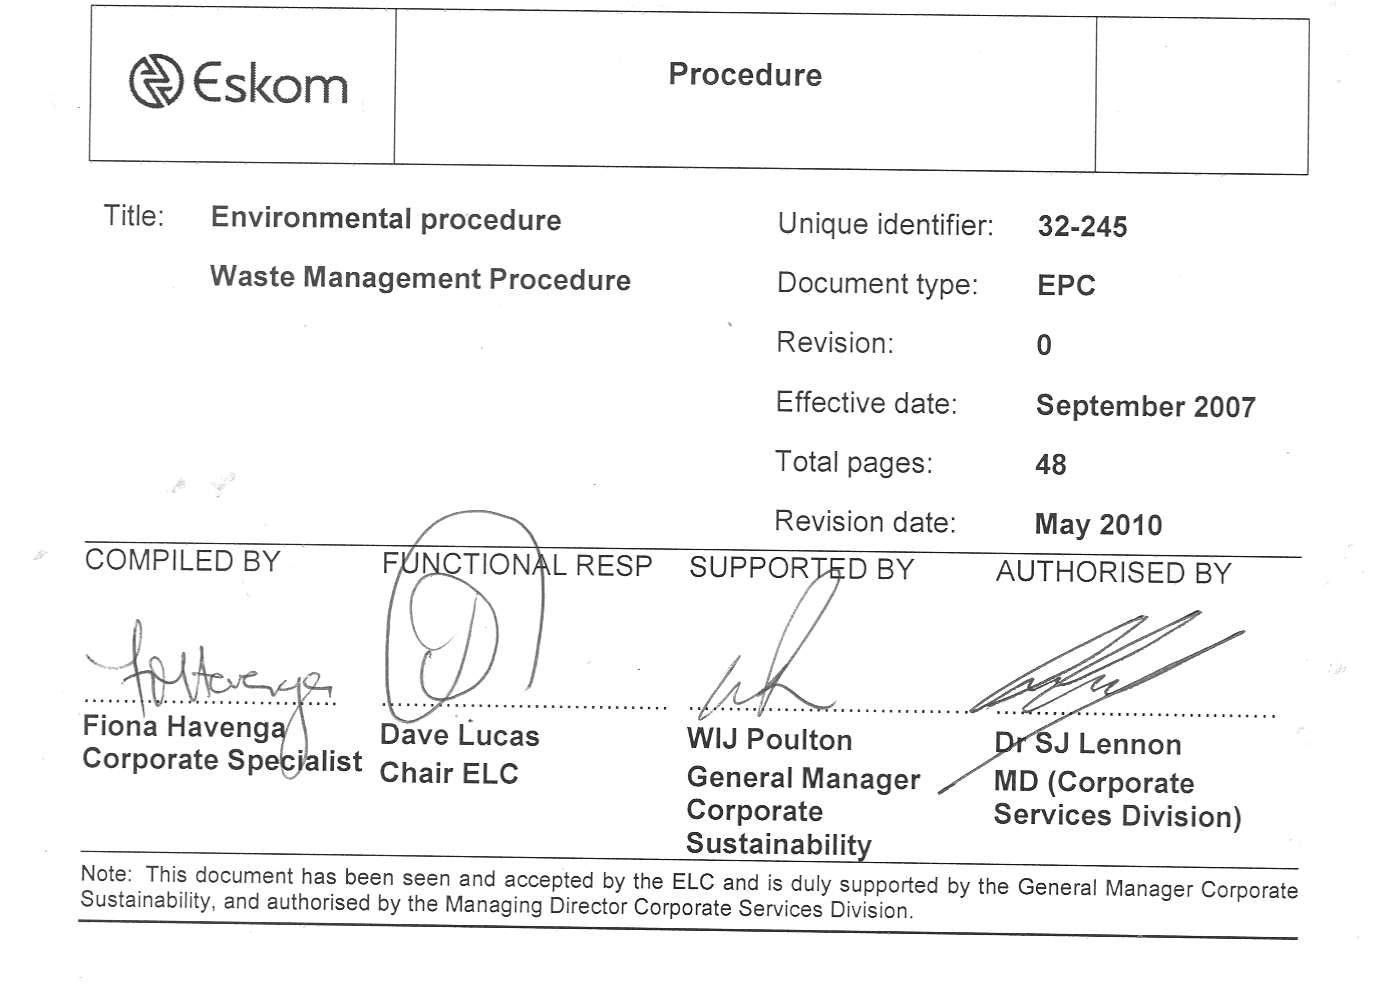 Eskom
Procedure
Title: Environmental procedure
Waste Management Procedure
Unique identifier: 32-245
Document type: EPC
Revision: 0
Effective date: September 2007
Total pages: 48
Revision date: May 2010
COMPILED BY FUNCTIONAL RESP SUPPORTED BY AUTHORISED BY
Fiona Havenga
Corporate Specialist
Dave Lucas
Chair ELC
WIJ Poulton
General Manager
Corporate
Sustainability
Dr SJ Lennon
MD (Corporate
Services Division)
Note: This document has been seen and accepted by the ELC and is duly supported by the General Manager Corporate
Sustainability, and authorised by the Managing Director Corporate Services Division.